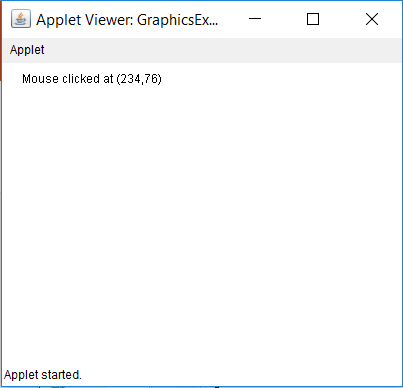 Applet Viewer: GraphicsEx...
Applet
Mouse clicked at (234,76)
Applet started.